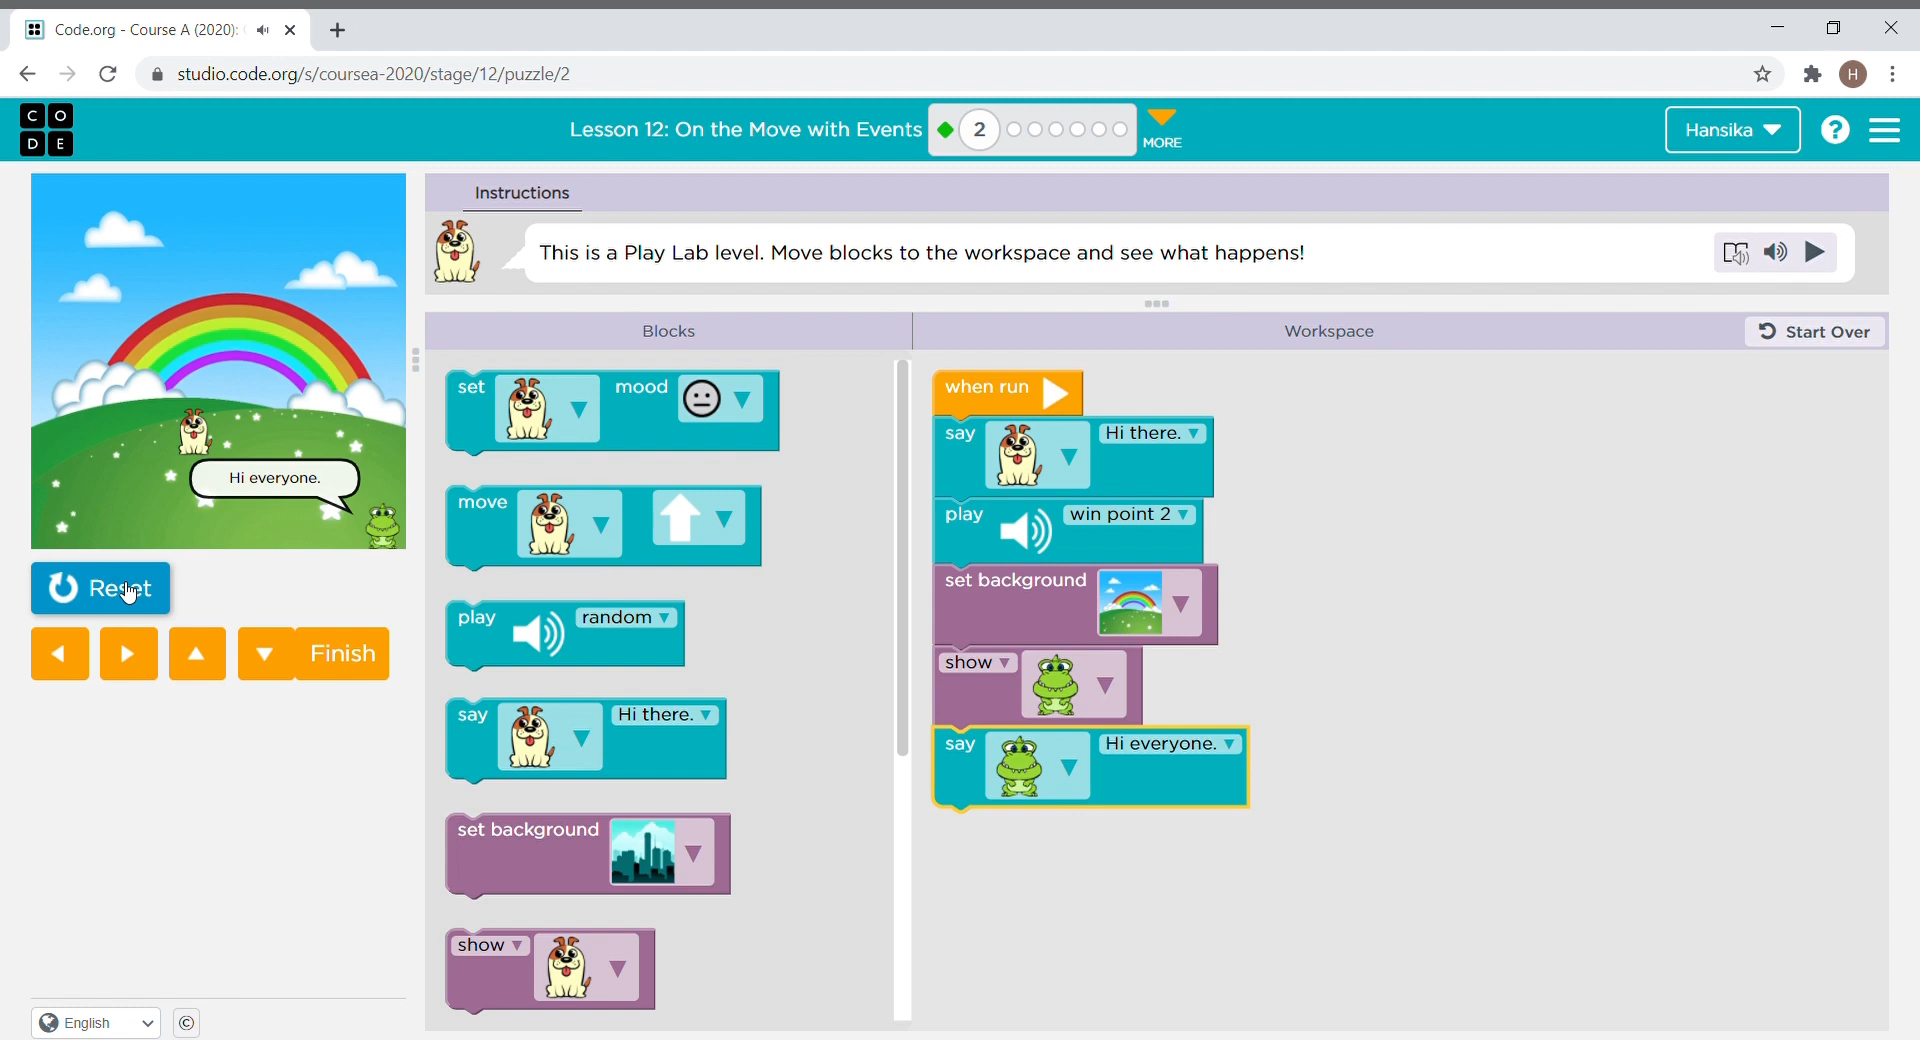 Code.org - Course A (2020):
studio.code.org/s/coursea-2020/stage/12/puzzle/2
H
C O
D E
Lesson 12: On the Move with Events
2
MORE
Hansika
?
Instructions
This is a Play Lab level. Move blocks to the workspace and see what happens!
Blocks
Workspace
Start Over
Hi everyone.
Reset
Finish
set mood
move
play random
say Hi there.
set background
show
when run
say Hi there.
play win point 2
set background
show
say Hi everyone.
English
©